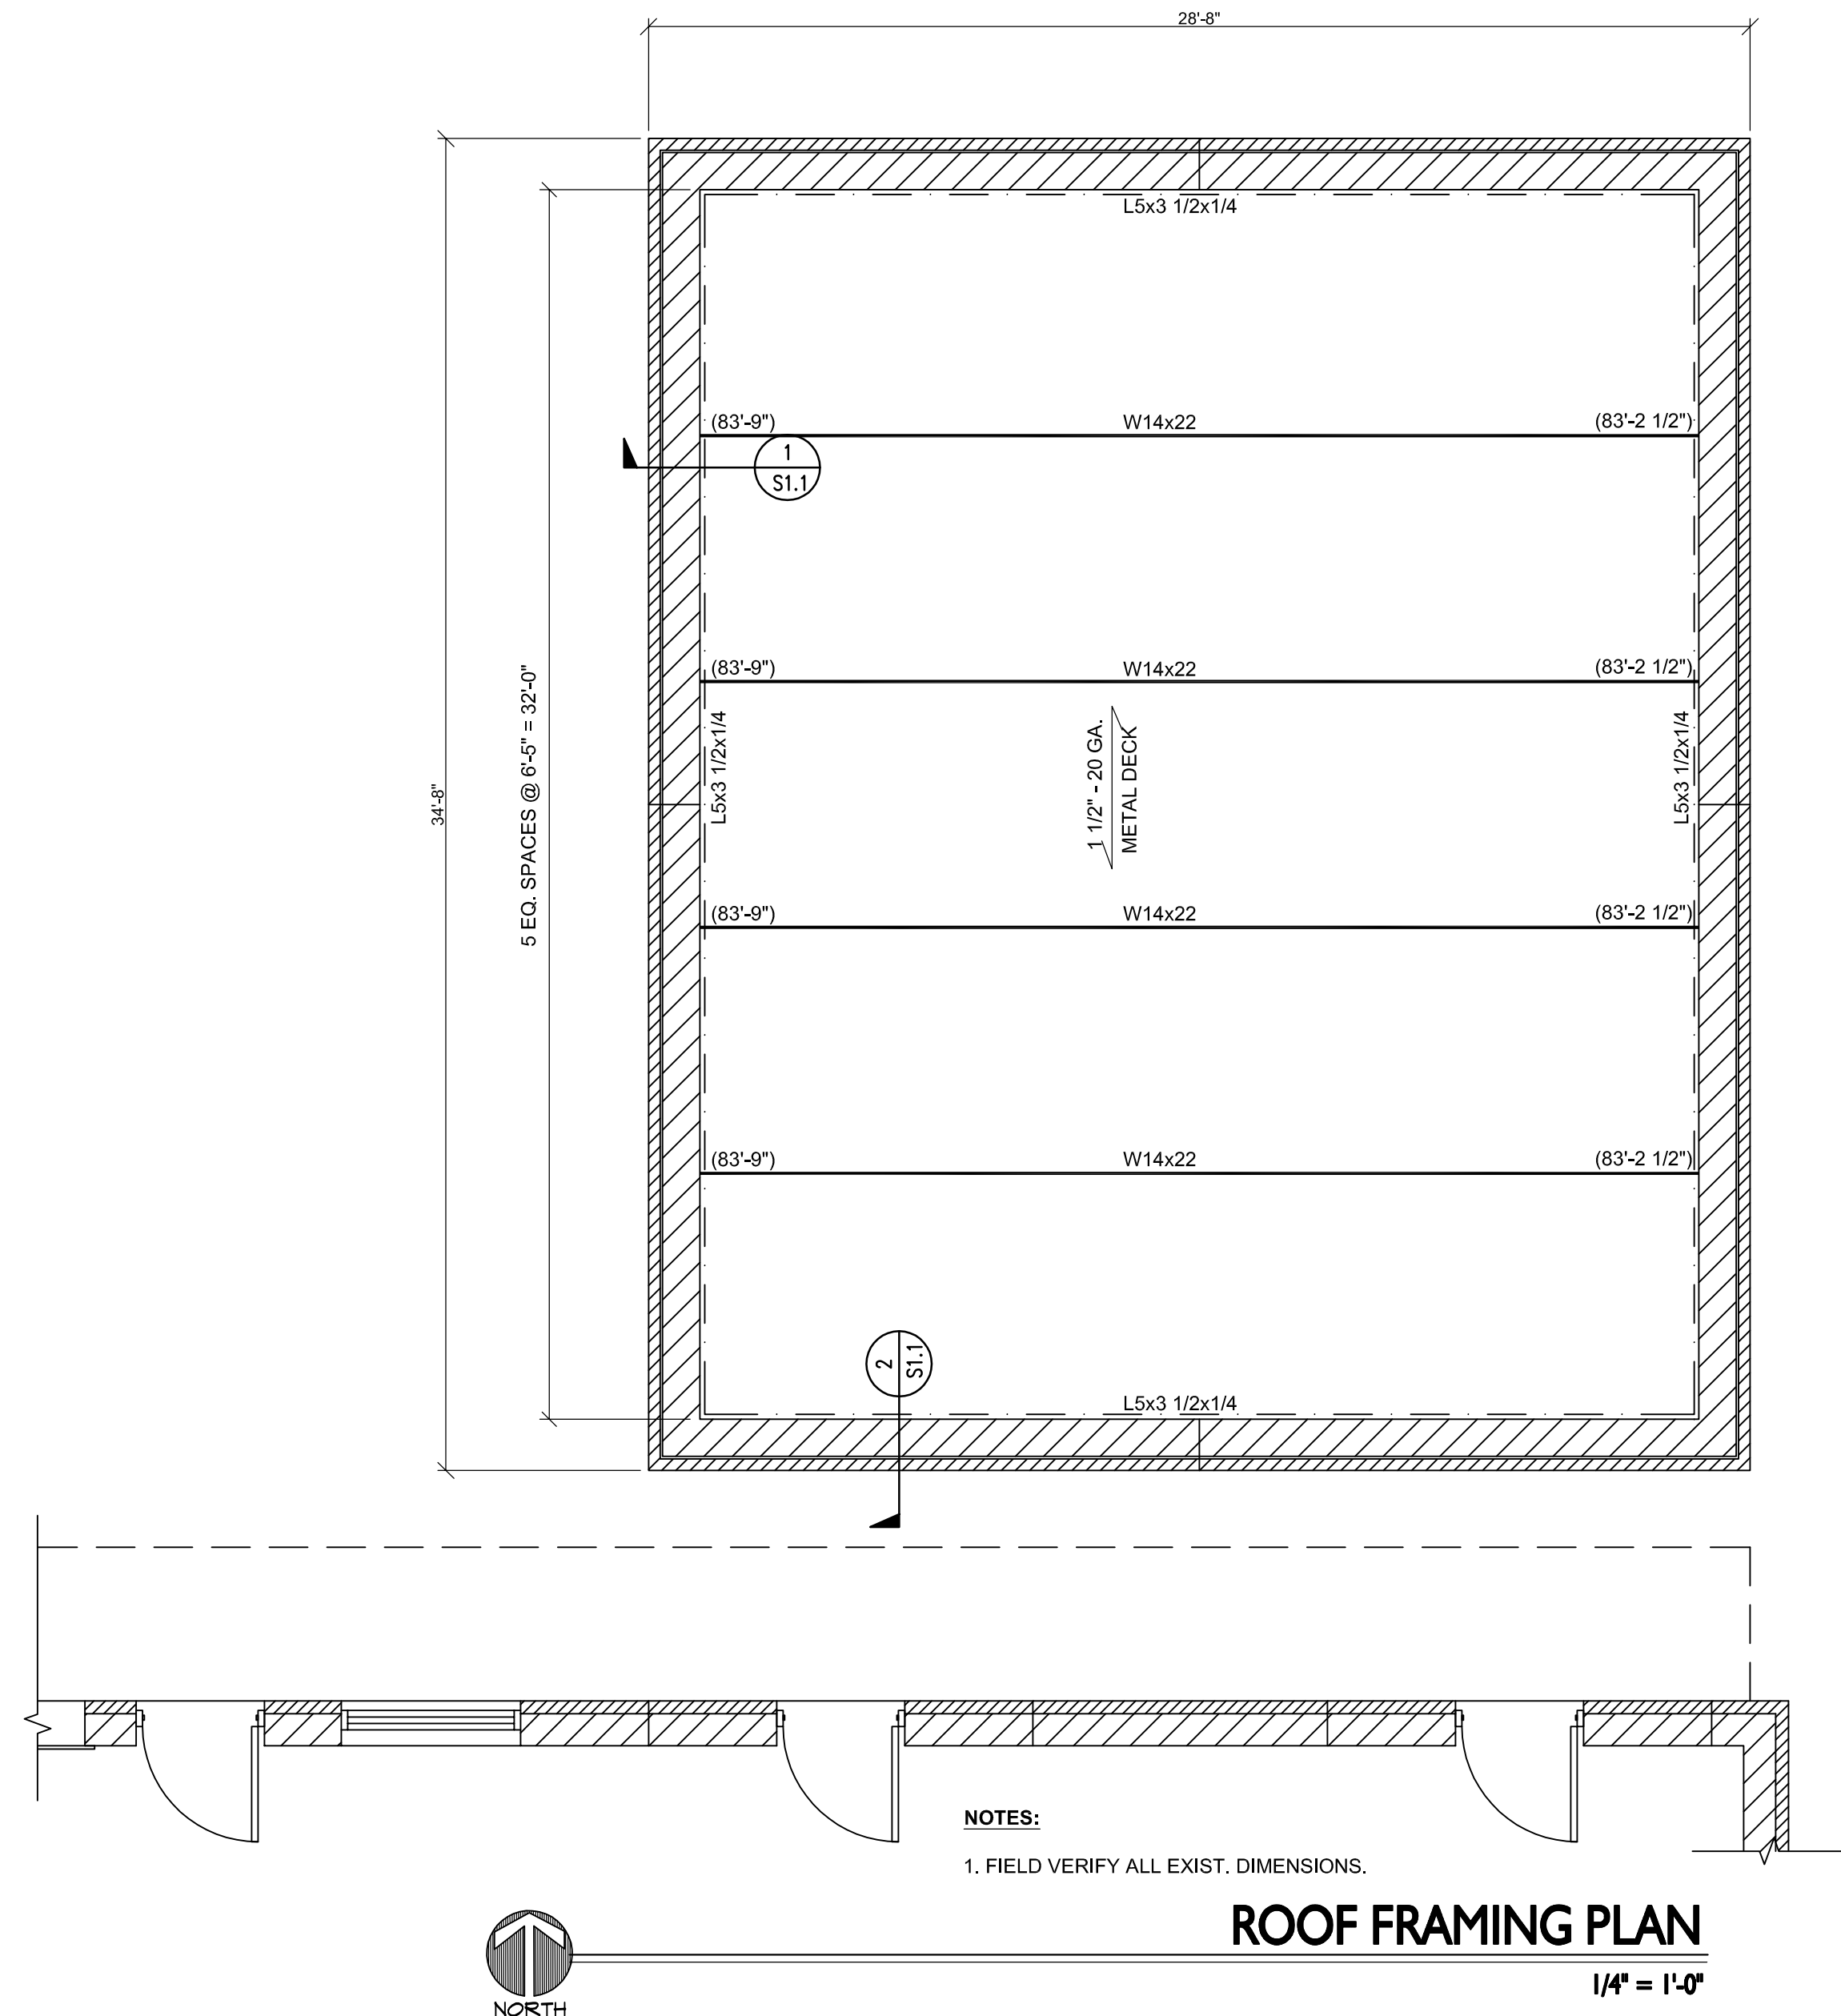 28'-8"
L5x3 1/2x1/4
(83'-9") W14x22 (83'-2 1/2")
1
S1.1
(83'-9") W14x22 (83'-2 1/2")
34'-8"
5 EQ. SPACES @ 6'-5" = 32'-0"
L5x3 1/2x1/4
1 1/2" - 20 GA.
METAL DECK
L5x3 1/2x1/4
(83'-9") W14x22 (83'-2 1/2")
(83'-9") W14x22 (83'-2 1/2")
2
S1.1
L5x3 1/2x1/4
NOTES:
1. FIELD VERIFY ALL EXIST. DIMENSIONS.
ROOF FRAMING PLAN
1/4" = 1'-0"
NORTH